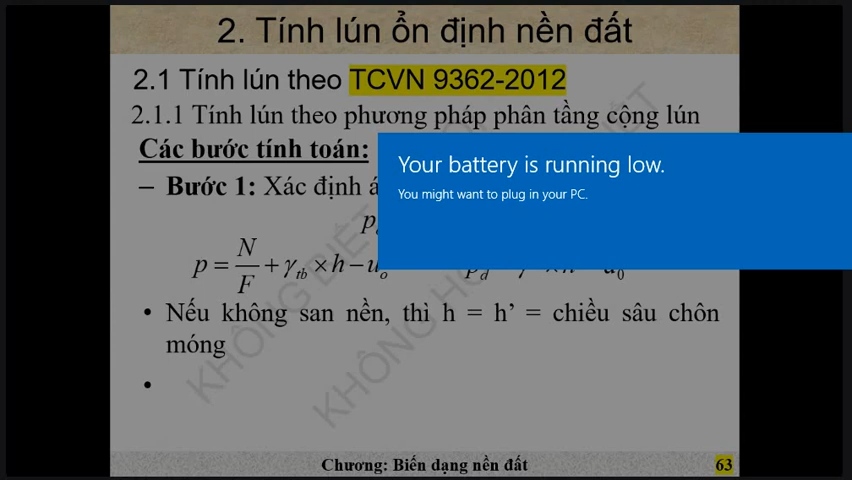 2. Tính lún ổn định nền đất
2.1 Tính lún theo TCVN 9362-2012
2.1.1 Tính lún theo phương pháp phân tầng cộng lún
Các bước tính toán:
Your battery is running low.
You might want to plug in your PC.
– Bước 1: Xác định á
p
p = N/F + γtb × h − uo
• Nếu không san nền, thì h = h’ = chiều sâu chôn
móng
•
KHÔNG BIẾT
KHÔNG
Chương: Biến dạng nền đất
63